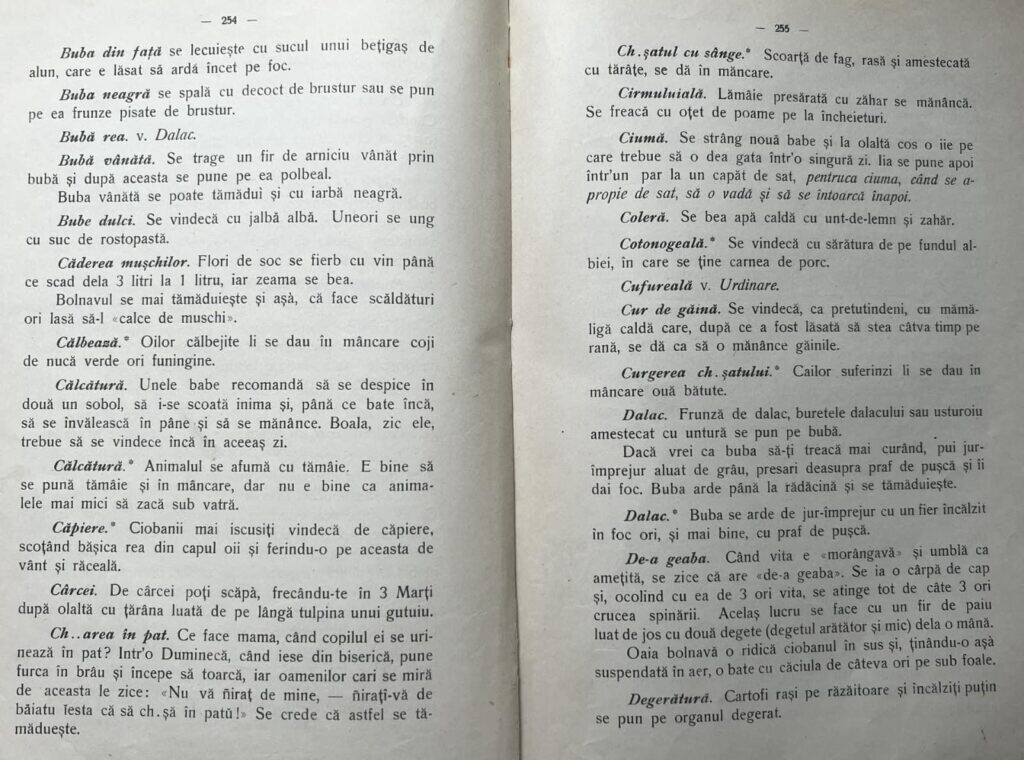 — 254 —
Buba din față se lecuiește cu sucul unui bețigaș de
alun, care e lăsat să ardă încet pe foc.
Buba neagră se spală cu decoct de brustur sau se pun
pe ea frunze pisate de brustur.
Bubă rea. v. Dalac.
Bubă vânătă. Se trage un fir de arniciu vânăt prin
bubă și după aceasta se pune pe ea polbeal.
Buba vânătă se poate tămăduì și cu iarbă neagră.
Bube dulci. Se vindecă cu jalbă albă. Uneori se ung
cu suc de rostopastă.
Căderea mușchilor. Flori de soc se fierb cu vin până
ce scad dela 3 litri la 1 litru, iar zeama se bea.
Bolnavul se mai tămăduiește și așà, că face scăldături
ori lasă să-l «calce de muschi».
Călbează.* Oilor călbejite li se dau în mâncare coji
de nucă verde ori funingine.
Călcătură. Unele babe recomandă să se despice în
două un sobol, să i-se scoată inima și, până ce bate încă,
să se învălească în pâne și să se mănânce. Boala, zic ele,
trebue să se vindece încă în aceeaș zi.
Călcătură.* Animalul se afumă cu tămâie. E bine să
se pună tămâie și în mâncare, dar nu e bine ca anima-
lele mai mici să zacă sub vatră.
Căpiere.* Ciobanii mai iscusiți vindecă de căpiere,
scoțând bășica rea din capul oii și ferindu-o pe aceasta de
vânt și răceală.
Cârcei. De cârcei poți scăpà, frecându-te în 3 Marți
după olaltă cu țărâna luată de pe lângă tulpina unui gutuiu.
Ch..area în pat. Ce face mama, când copilul ei se uri-
nează în pat? Intr'o Duminecă, când iese din biserică, pune
furca în brâu și începe să toarcă, iar oamenilor cari se miră
de aceasta le zice: «Nu vă ñiraț de mine, — ñirați-vă de
băiatu ĭesta că să ch.șă în patŭ!» Se crede că astfel se tă-
mădueşte.
— 255 —
Ch.șatul cu sânge.* Scoarță de fag, rasă și amestecată
cu tărâțe, se dă în mâncare.
Cirmuluială. Lămâie presărată cu zăhar se mănâncă.
Se freacă cu oțet de poame pe la încheieturi.
Ciumă. Se strâng nouă babe și la olaltă cos o iie pe
care trebue să o dea gata într'o singură zi. Iia se pune apoi
într'un par la un capăt de sat, pentruca ciuma, când se a-
propie de sat, să o vadă și să se întoarcă înapoi.
Coleră. Se bea apă caldă cu unt-de-lemn și zahăr.
Cotonogeală.* Se vindecă cu sărătura de pe fundul al-
biei, în care se ține carnea de porc.
Cufureală v. Urdinare.
Cur de găină. Se vindecă, ca pretutindeni, cu mămă-
ligă caldă care, după ce a fost lăsată să stea câtva timp pe
rană, se dă ca să o mănânce găinile.
Curgerea ch.șatului.* Cailor suferinzi li se dau în
mâncare ouă bătute.
Dalac. Frunză de dalac, buretele dalacului sau usturoiu
amestecat cu untură se pun pe bubă.
Dacă vrei ca buba să-ți treacă mai curând, pui jur-
împrejur aluat de grâu, presari deasupra praf de pușcă și îi
dai foc. Buba arde până la rădăcină și se tămăduiește.
Dalac.* Buba se arde de jur-împrejur cu un fier încălzit
în foc ori, și mai bine, cu praf de pușcă.
De-a geaba. Când vita e «morângavă» și umblă ca
amețită, se zice că are «de-a geaba». Se ia o cârpă de cap
și, ocolind cu ea de 3 ori vita, se atinge tot de câte 3 ori
crucea spinării. Acelaș lucru se face cu un fir de paiu
luat de jos cu două degete (degetul arătător și mic) dela o mână.
Oaia bolnavă o ridică ciobanul în sus și, ținându-o așà
suspendată în aer, o bate cu căciula de câteva ori pe sub foale.
Degerătură. Cartofi rași pe răzăitoare și încălziți puțin
se pun pe organul degerat.